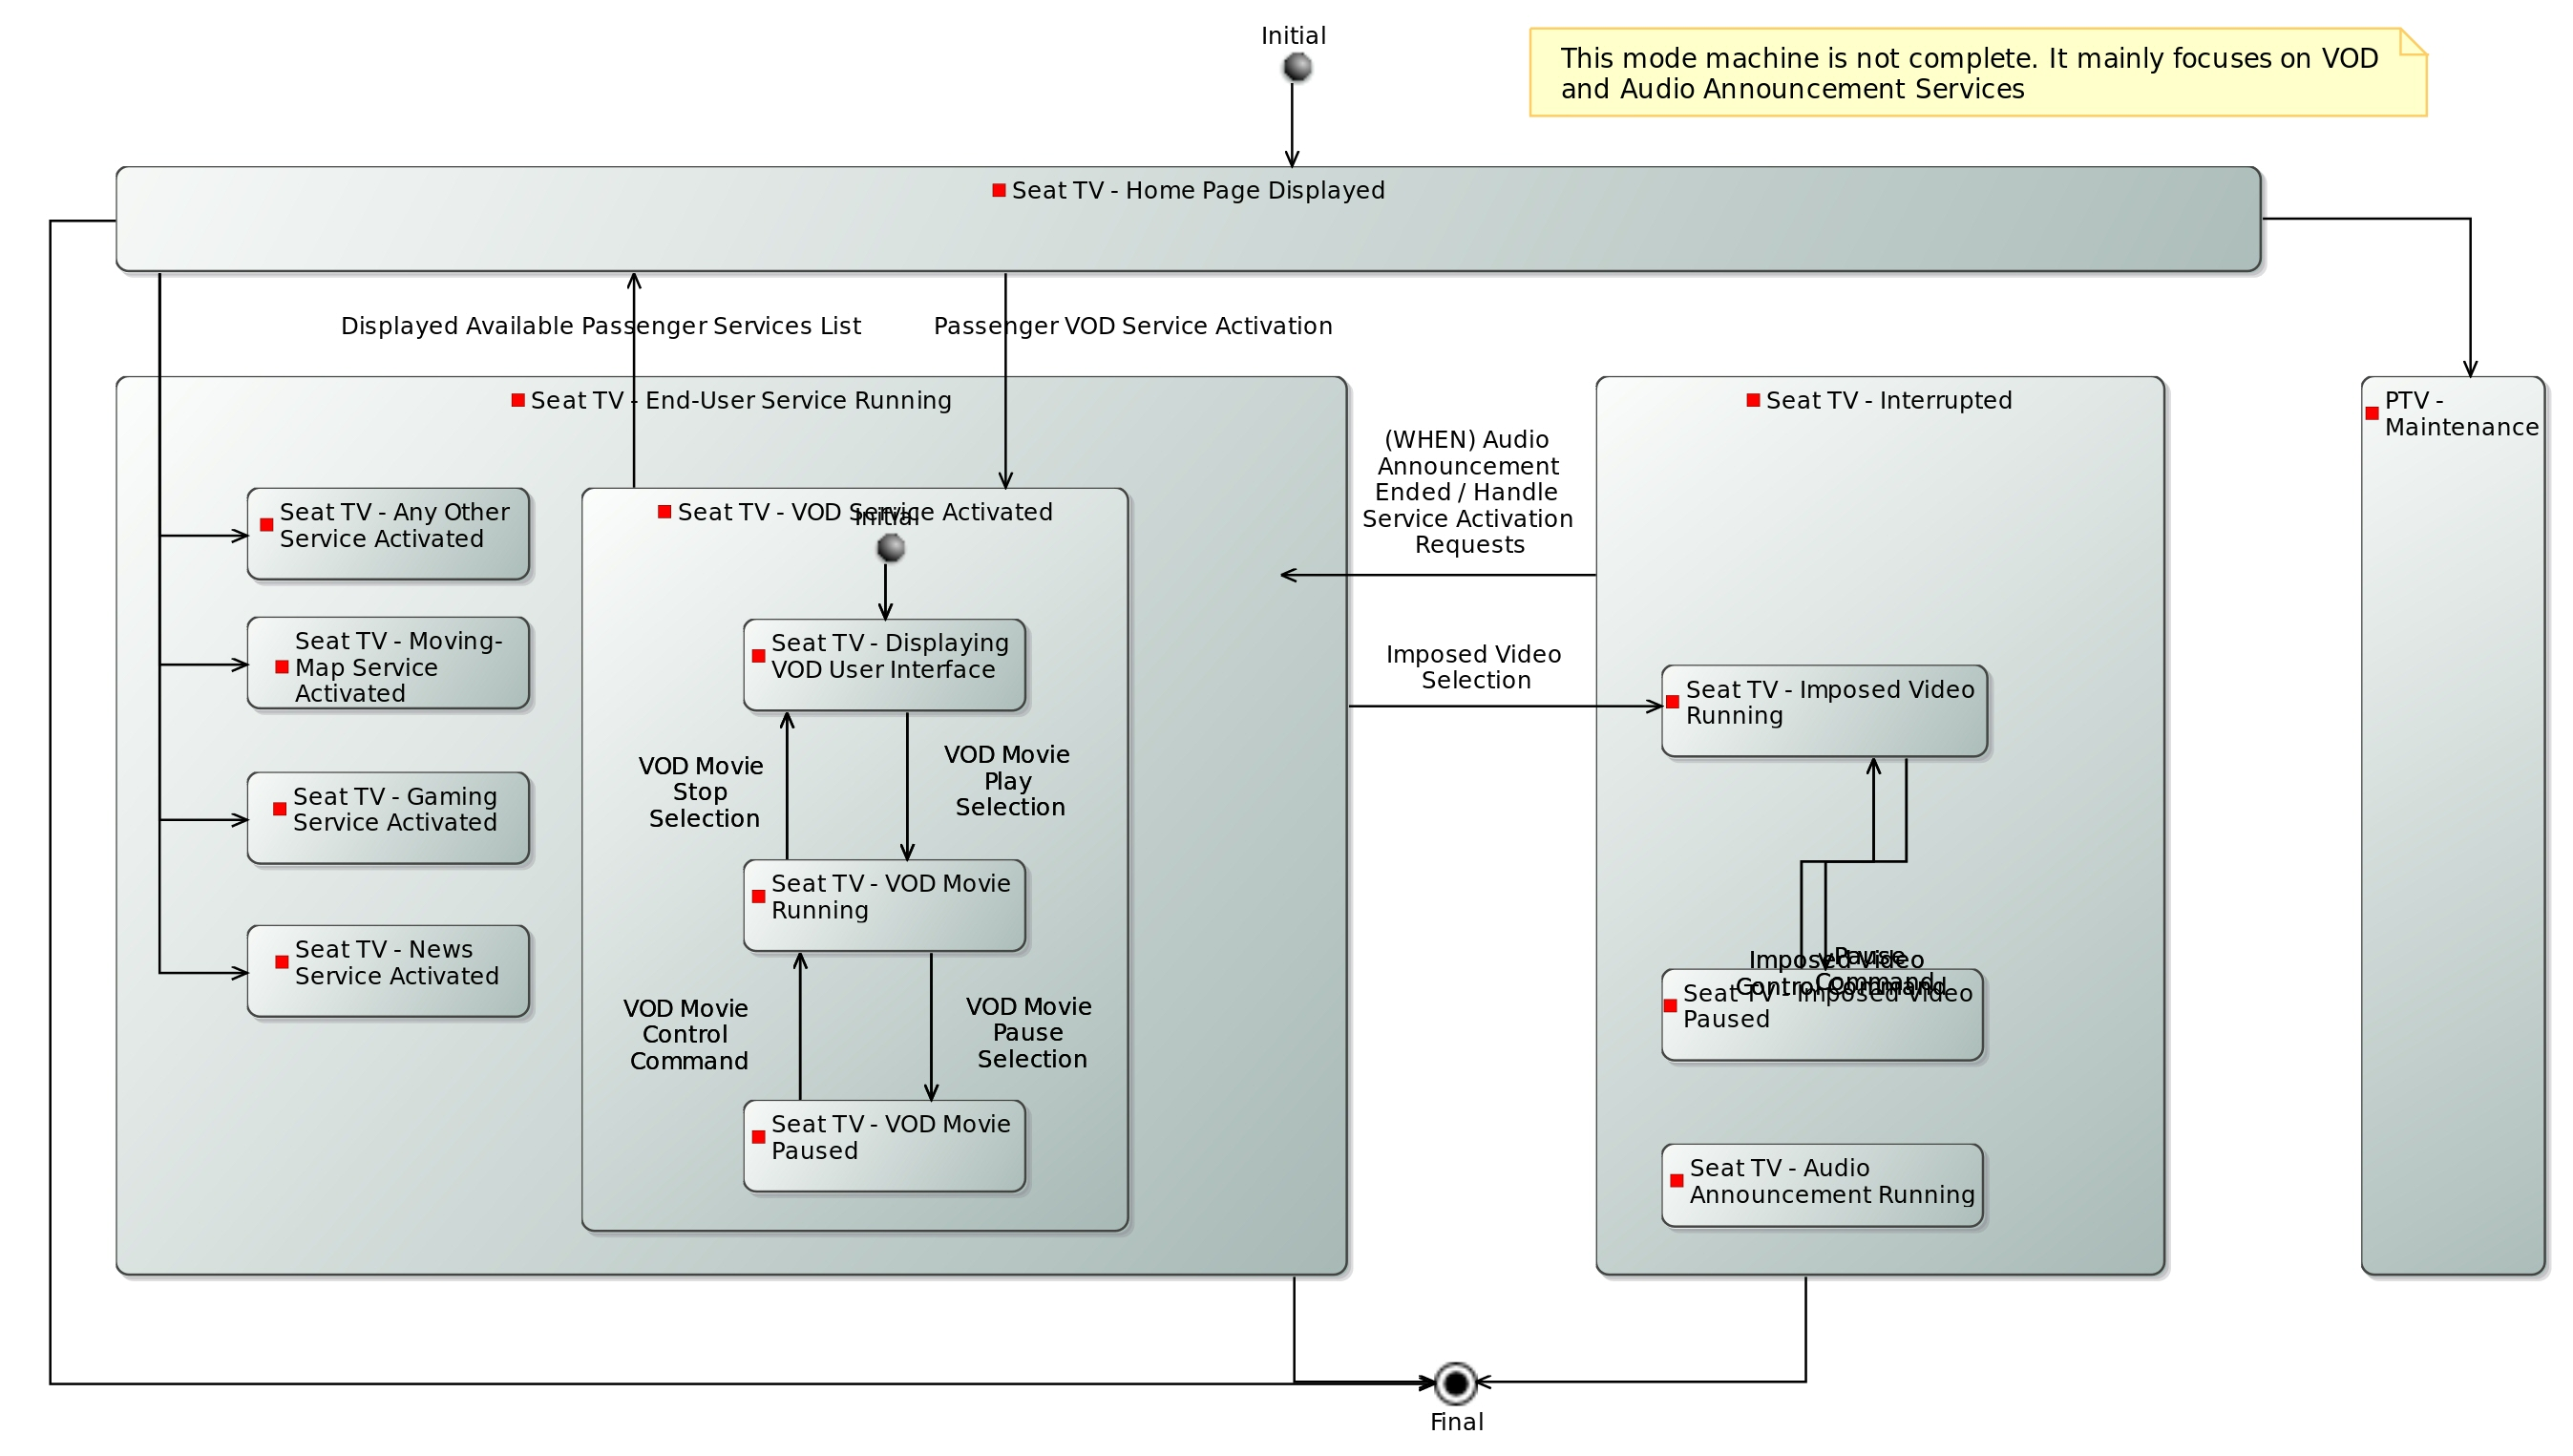 Initial
This mode machine is not complete. It mainly focuses on VOD
and Audio Announcement Services
Seat TV - Home Page Displayed
Displayed Available Passenger Services List
Passenger VOD Service Activation
Seat TV - End-User Service Running
Seat TV - Any Other
Service Activated
Seat TV - Moving-
Map Service
Activated
Seat TV - Gaming
Service Activated
Seat TV - News
Service Activated
Seat TV - VOD Service Activated
Initial
Seat TV - Displaying
VOD User Interface
VOD Movie
Stop
Selection
VOD Movie
Play
Selection
Seat TV - VOD Movie
Running
VOD Movie
Control
Command
VOD Movie
Pause
Selection
Seat TV - VOD Movie
Paused
(WHEN) Audio
Announcement
Ended / Handle
Service Activation
Requests
Imposed Video
Selection
Seat TV - Interrupted
Seat TV - Imposed Video
Running
Imposed Video
Control Command
Pause
Command
Seat TV - Imposed Video
Paused
Seat TV - Audio
Announcement Running
PTV -
Maintenance
Final